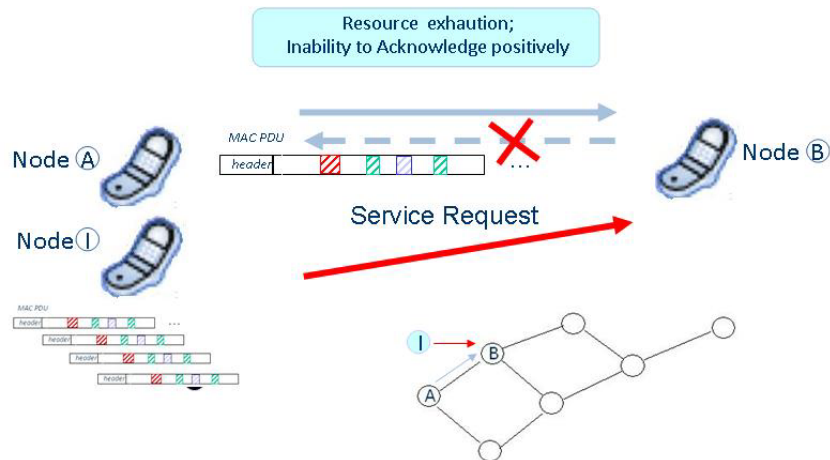 Resource exhaution;
Inability to Acknowledge positively
MAC PDU
Node A
header
...
Node B
Service Request
Node I
MAC PDU
header
...
header
header
header
I
B
A